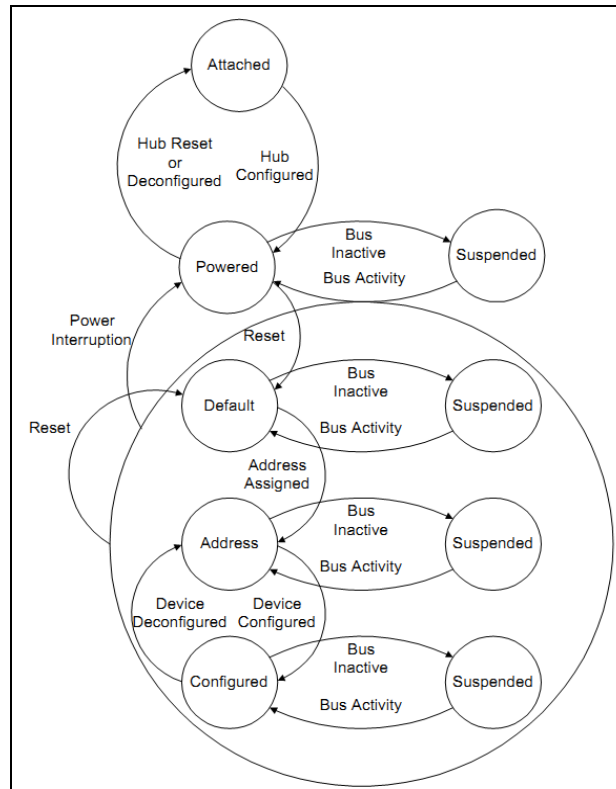 Attached
Hub Reset
or
Deconfigured
Hub
Configured
Powered
Bus
Inactive
Bus Activity
Suspended
Power
Interruption
Reset
Reset
Default
Bus
Inactive
Bus Activity
Suspended
Address
Assigned
Address
Bus
Inactive
Bus Activity
Suspended
Device
Deconfigured
Device
Configured
Configured
Bus
Inactive
Bus Activity
Suspended